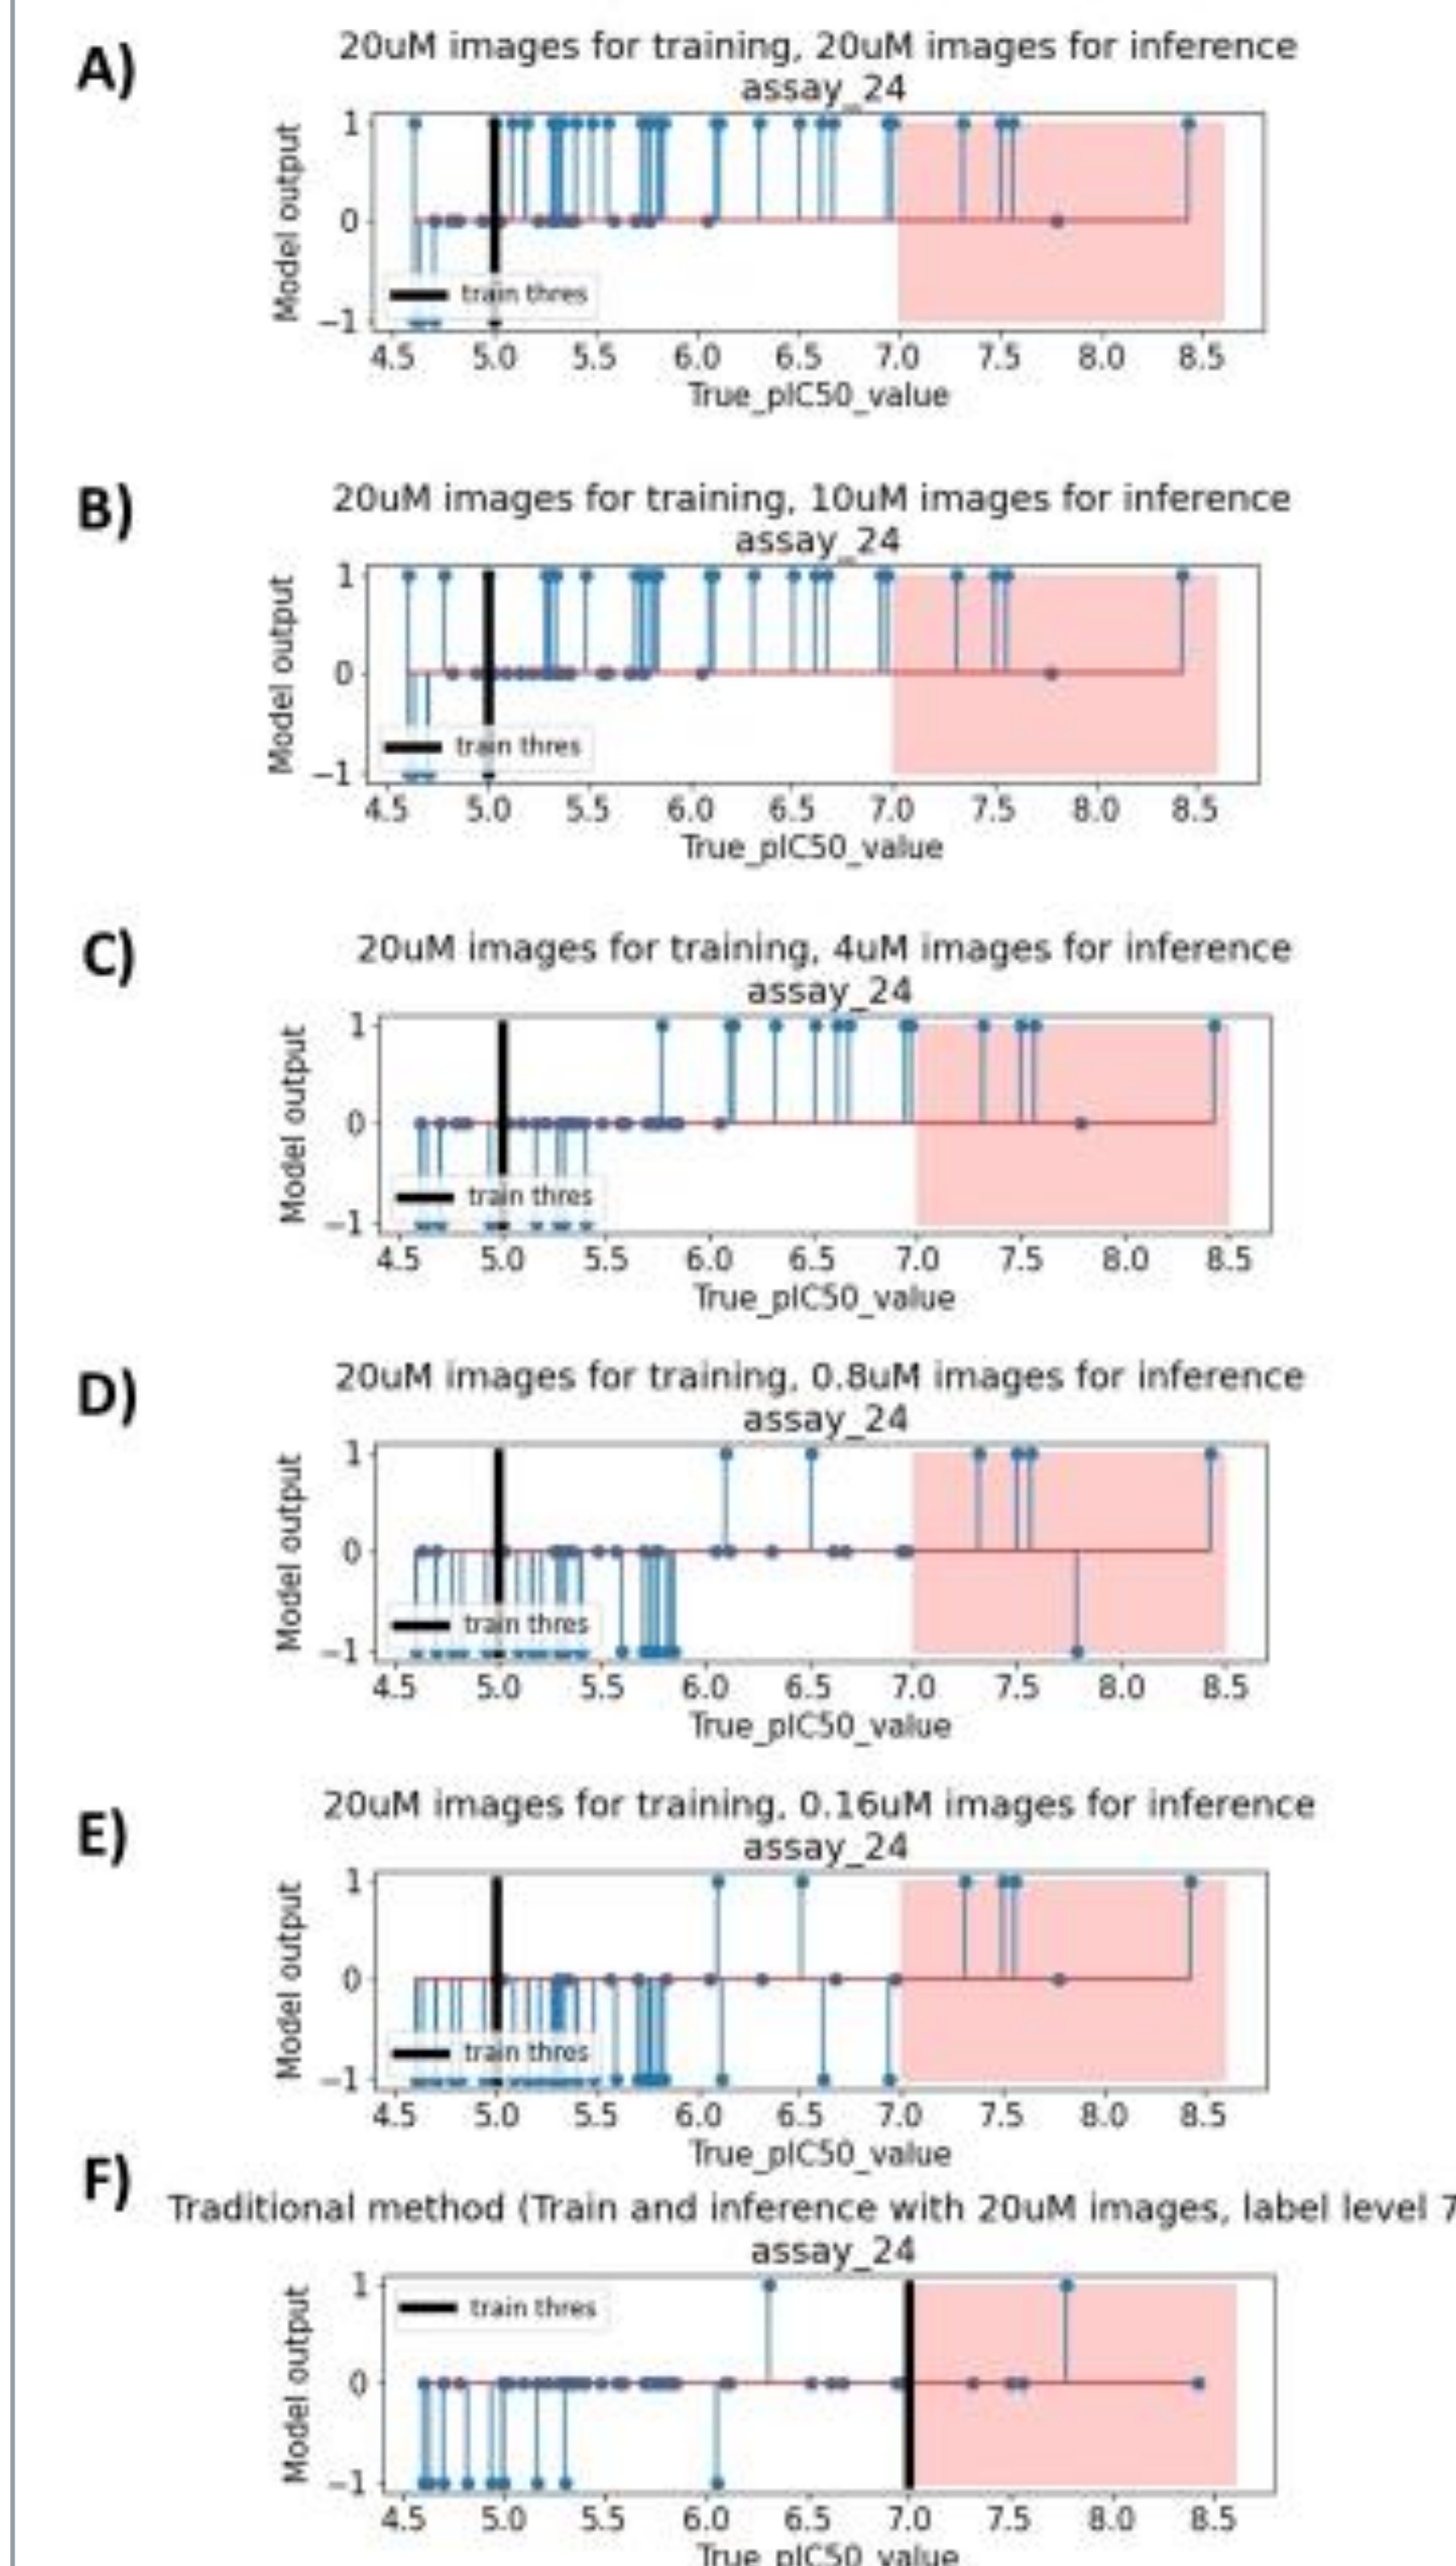 A)
20uM images for training, 20uM images for inference
assay_24
Model output
1
0
−1
train thres
4.5 5.0 5.5 6.0 6.5 7.0 7.5 8.0 8.5
True_pIC50_value
B)
20uM images for training, 10uM images for inference
assay_24
Model output
1
0
−1
train thres
4.5 5.0 5.5 6.0 6.5 7.0 7.5 8.0 8.5
True_pIC50_value
C)
20uM images for training, 4uM images for inference
assay_24
Model output
1
0
−1
train thres
4.5 5.0 5.5 6.0 6.5 7.0 7.5 8.0 8.5
True_pIC50_value
D)
20uM images for training, 0.8uM images for inference
assay_24
Model output
1
0
−1
train thres
4.5 5.0 5.5 6.0 6.5 7.0 7.5 8.0 8.5
True_pIC50_value
E)
20uM images for training, 0.16uM images for inference
assay_24
Model output
1
0
−1
train thres
4.5 5.0 5.5 6.0 6.5 7.0 7.5 8.0 8.5
True_pIC50_value
F)
Traditional method (Train and inference with 20uM images, label level 7
assay_24
Model output
1
train thres
0
−1
4.5 5.0 5.5 6.0 6.5 7.0 7.5 8.0 8.5
True_pIC50_value